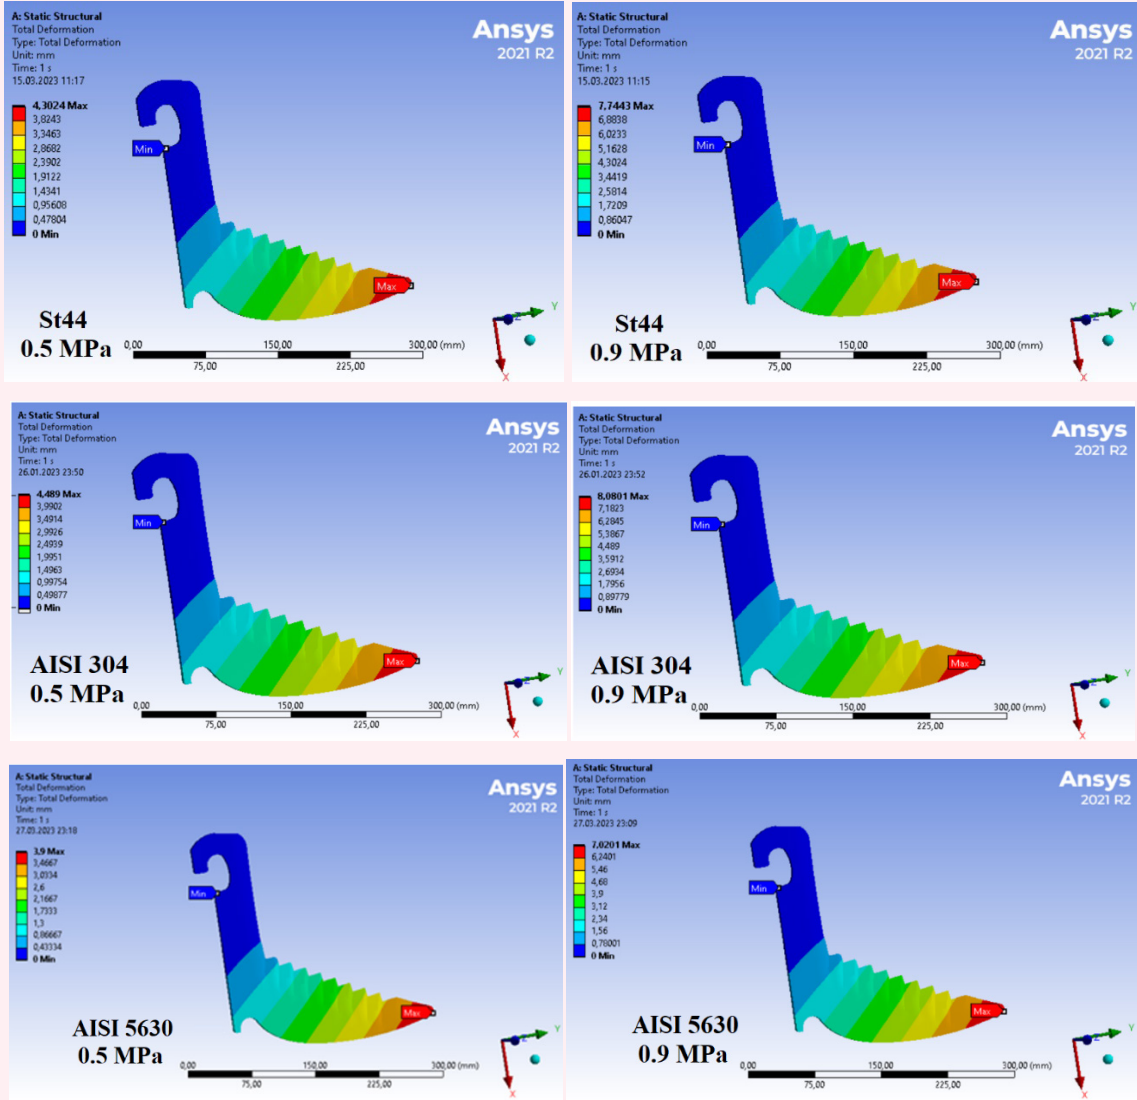 A: Static Structural
Total Deformation
Type: Total Deformation
Unit: mm
Time: 1 s
15.03.2023 11:17
Ansys
2021 R2
4,3024 Max
3,8243
3,3463
2,8682
2,3902
1,9122
1,4341
0,95608
0,47804
0 Min
Min
Max
St44
0.5 MPa
0,00
150,00
300,00 (mm)
75,00
225,00
Y
Z
X
A: Static Structural
Total Deformation
Type: Total Deformation
Unit: mm
Time: 1 s
15.03.2023 11:15
Ansys
2021 R2
7,7443 Max
6,8838
6,0233
5,1628
4,3024
3,4419
2,5814
1,7209
0,86047
0 Min
Min
Max
St44
0.9 MPa
0,00
150,00
300,00 (mm)
75,00
225,00
Y
Z
X
A: Static Structural
Total Deformation
Type: Total Deformation
Unit: mm
Time: 1 s
26.01.2023 23:50
Ansys
2021 R2
4,489 Max
3,9902
3,4914
2,9926
2,4939
1,9951
1,4963
0,99754
0,49877
0 Min
Min
Max
AISI 304
0.5 MPa
0,00
150,00
300,00 (mm)
75,00
225,00
Y
Z
X
A: Static Structural
Total Deformation
Type: Total Deformation
Unit: mm
Time: 1 s
26.01.2023 23:52
Ansys
2021 R2
8,0801 Max
7,1823
6,2845
5,3867
4,489
3,5912
2,6934
1,7956
0,89779
0 Min
Min
Max
AISI 304
0.9 MPa
0,00
150,00
300,00 (mm)
75,00
225,00
Y
Z
X
A: Static Structural
Total Deformation
Type: Total Deformation
Unit: mm
Time: 1 s
27.03.2023 23:18
Ansys
2021 R2
3,9 Max
3,4667
3,0334
2,6
2,1667
1,7333
1,3
0,86667
0,43334
0 Min
Min
Max
AISI 5630
0.5 MPa
0,00
150,00
300,00 (mm)
75,00
225,00
Y
Z
X
A: Static Structural
Total Deformation
Type: Total Deformation
Unit: mm
Time: 1 s
27.03.2023 23:09
Ansys
2021 R2
7,0201 Max
6,2401
5,46
4,68
3,9
3,12
2,34
1,56
0,78001
0 Min
Min
Max
AISI 5630
0.9 MPa
0,00
150,00
300,00 (mm)
75,00
225,00
Y
Z
X